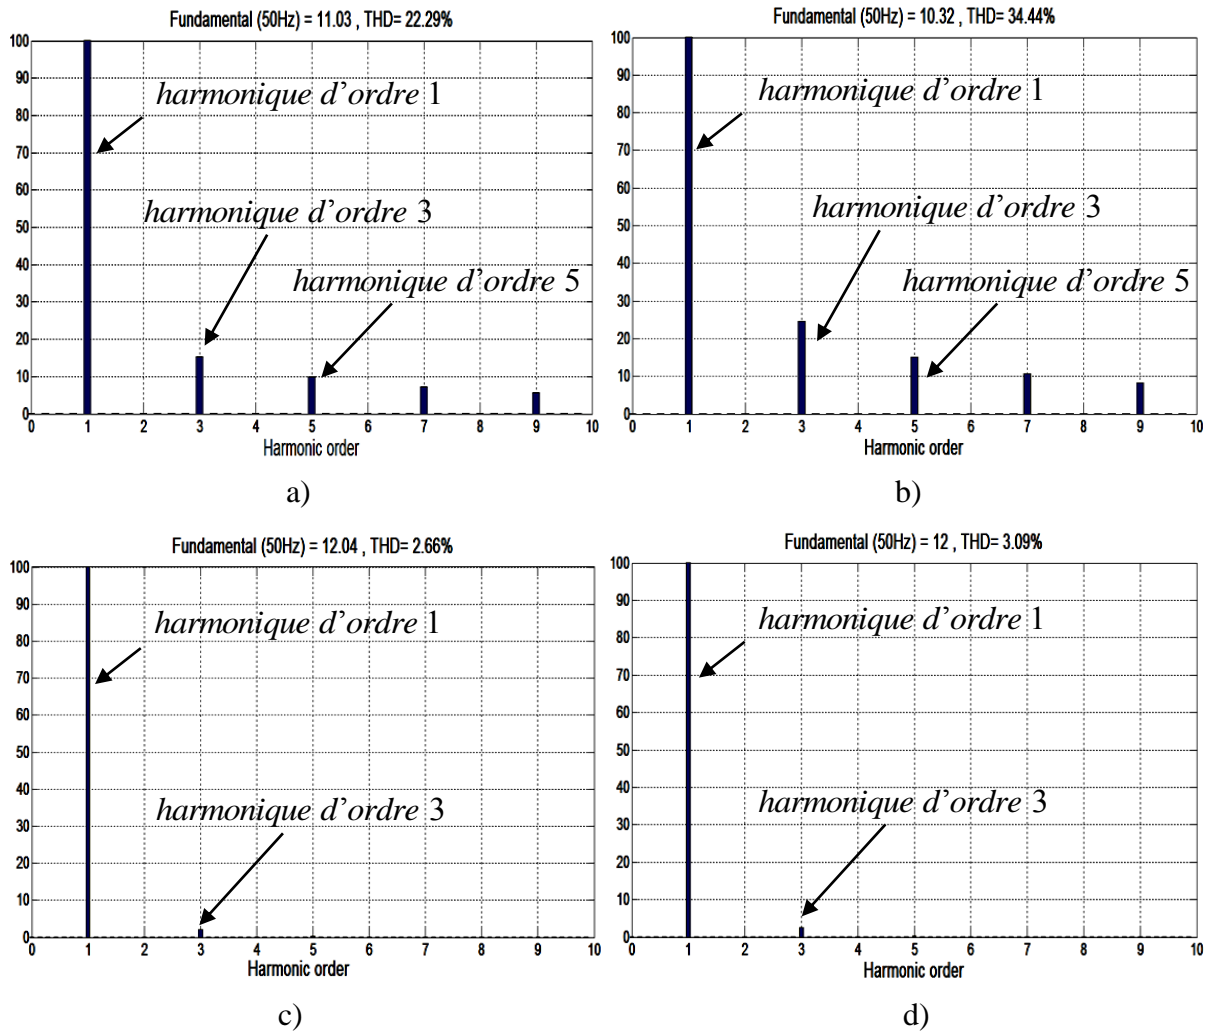 Fundamental (50Hz) = 11.03 , THD= 22.29%
100
90
80
70
60
50
40
30
20
10
0
harmonique d’ordre 1
harmonique d’ordre 3
harmonique d’ordre 5
0 1 2 3 4 5 6 7 8 9 10
Harmonic order
a)
Fundamental (50Hz) = 10.32 , THD= 34.44%
100
90
80
70
60
50
40
30
20
10
0
harmonique d’ordre 1
harmonique d’ordre 3
harmonique d’ordre 5
0 1 2 3 4 5 6 7 8 9 10
Harmonic order
b)
Fundamental (50Hz) = 12.04 , THD= 2.66%
100
90
80
70
60
50
40
30
20
10
0
harmonique d’ordre 1
harmonique d’ordre 3
0 1 2 3 4 5 6 7 8 9 10
Harmonic order
c)
Fundamental (50Hz) = 12 , THD= 3.09%
100
90
80
70
60
50
40
30
20
10
0
harmonique d’ordre 1
harmonique d’ordre 3
0 1 2 3 4 5 6 7 8 9 10
Harmonic order
d)